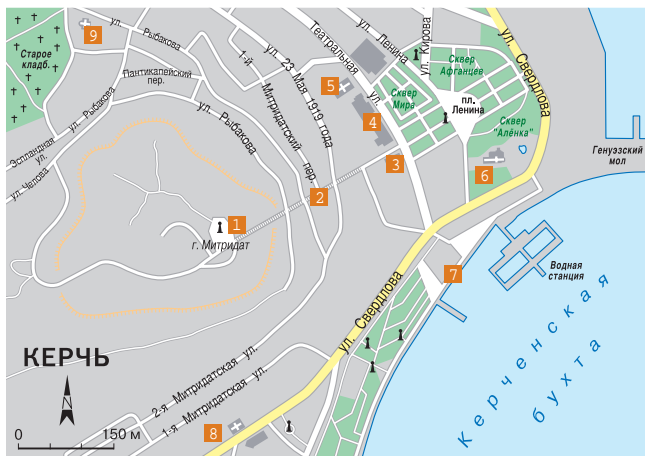 9
Старое
кладб.
ул. Рыбакова
Пантикапейский
пер.
ул. Рыбакова
Эспланадная
ул.
ул. Чехова
1-й Митридатский пер.
ул. 23 Мая 1919 года
Театральная ул.
ул. Ленина
ул. Кирова
ул. Свердлова
5
4
Сквер
Мира
Сквер
Афганцев
пл.
Ленина
Сквер
"Алёнка"
3
6
Генуэзский
мол
2
1
г. Митридат
7
Водная
станция
ул. Свердлова
Керченская
бухта
КЕРЧЬ
2-я Митридатская ул.
1-я Митридатская ул.
8
0 150 м